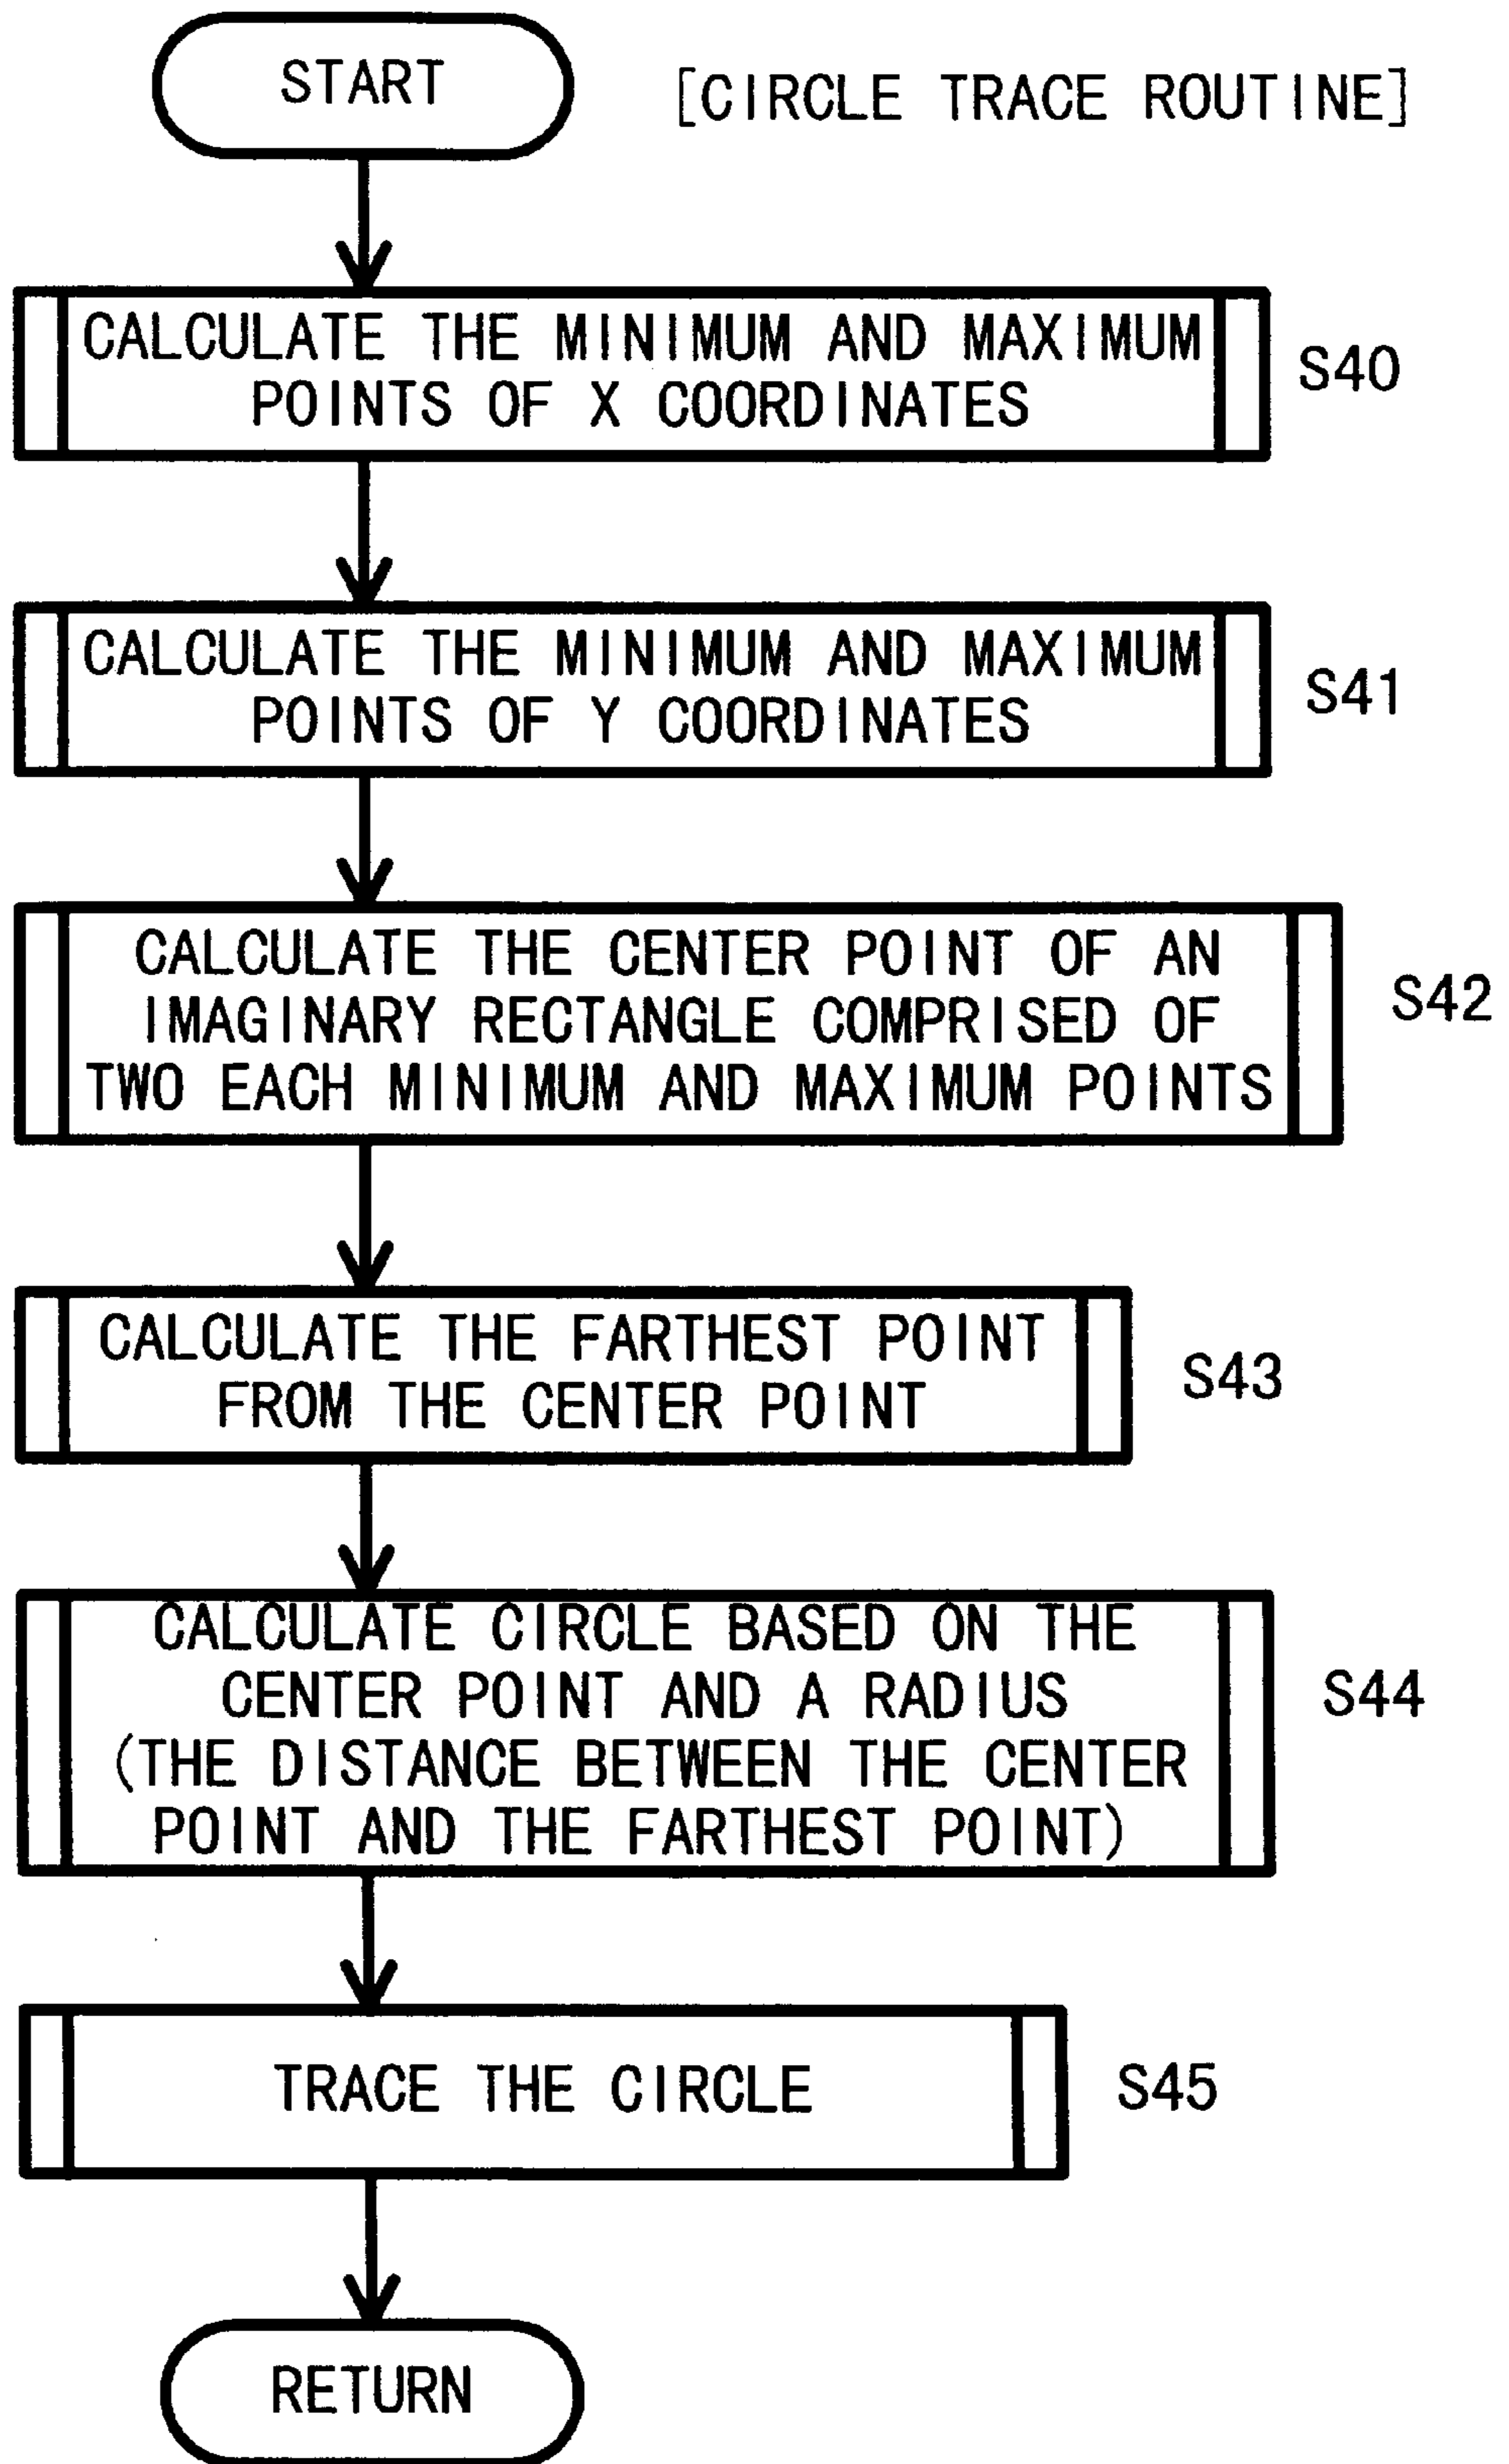 START
[CIRCLE TRACE ROUTINE]
CALCULATE THE MINIMUM AND MAXIMUM
POINTS OF X COORDINATES
S40
CALCULATE THE MINIMUM AND MAXIMUM
POINTS OF Y COORDINATES
S41
CALCULATE THE CENTER POINT OF AN
IMAGINARY RECTANGLE COMPRISED OF
TWO EACH MINIMUM AND MAXIMUM POINTS
S42
CALCULATE THE FARTHEST POINT
FROM THE CENTER POINT
S43
CALCULATE CIRCLE BASED ON THE
CENTER POINT AND A RADIUS
(THE DISTANCE BETWEEN THE CENTER
POINT AND THE FARTHEST POINT)
S44
TRACE THE CIRCLE
S45
RETURN